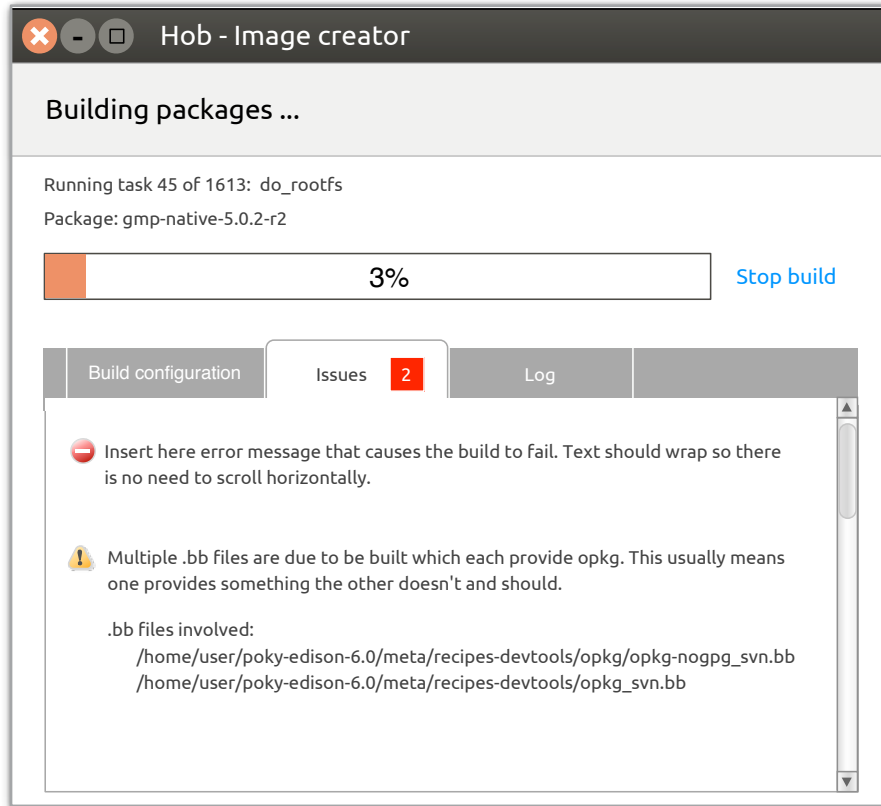 Hob - Image creator
Building packages ...
Running task 45 of 1613:  do_rootfs
Package: gmp-native-5.0.2-r2
3%
Stop build
Build configuration
Issues
2
Log
Insert here error message that causes the build to fail. Text should wrap so there
is no need to scroll horizontally.
Multiple .bb files are due to be built which each provide opkg. This usually means
one provides something the other doesn't and should.
.bb files involved:
/home/user/poky-edison-6.0/meta/recipes-devtools/opkg/opkg-nogpg_svn.bb
/home/user/poky-edison-6.0/meta/recipes-devtools/opkg_svn.bb